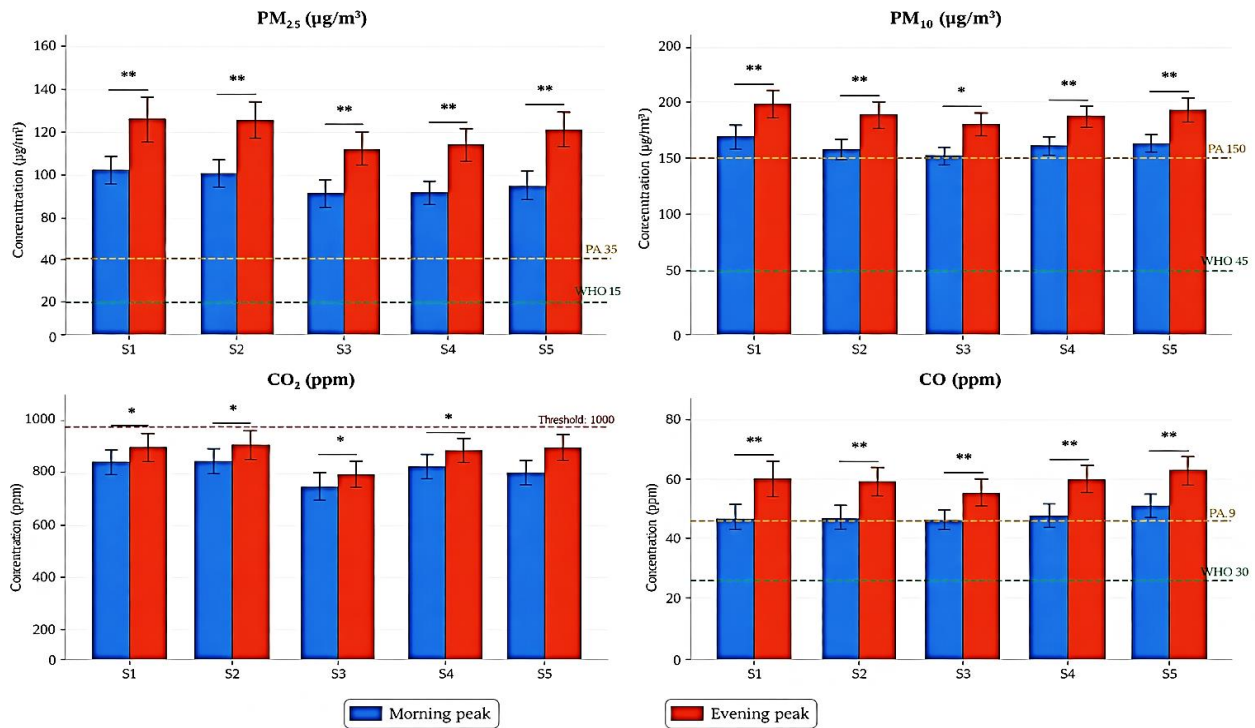 PM₂.₅ (µg/m³)
160
140
120
100
80
60
40
20
0
Concenuttration (µg/m³)
**
**
**
**
**
PA 35
WHO 15
S1 S2 S3 S4 S5
PM₁₀ (µg/m³)
200
200
150
150
50
0
Concennttration (µg/m³)
**
**
*
**
**
PA 150
WHO 45
S1 S2 S3 S4 S5
CO₂ (ppm)
1000
800
600
400
200
0
Concentration (ppm)
*
*
*
*
Threshold: 1000
S1 S2 S3 S4 S5
CO (ppm)
80
60
40
20
0
Concentration (ppm)
**
**
**
**
**
PA.9
WHO 30
S1 S2 S3 S4 S5
Morning peak
Evening peak